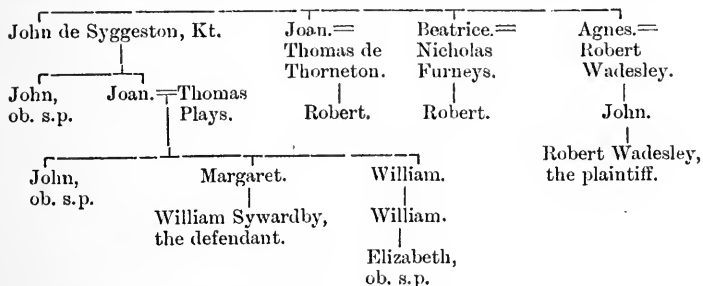 John de Syggeston, Kt. Joan.= Beatrice.= Agnes.=
Thomas de Nicholas Robert
Thorneton. Furneys. Wadesley.
John, Joan.=Thomas
ob. s.p. Plays. Robert. Robert. John.
John, Margaret. William. Robert Wadesley,
ob. s.p. the plaintiff.
William Sywardby, William.
the defendant.
Elizabeth,
ob. s.p.